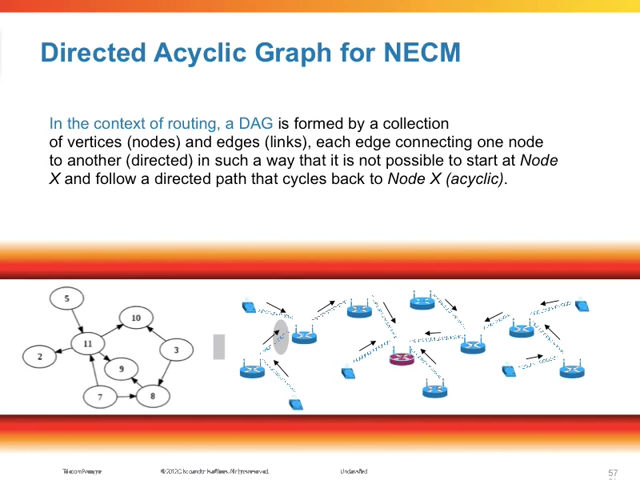 Directed Acyclic Graph for NECM
In the context of routing, a DAG is formed by a collection
of vertices (nodes) and edges (links), each edge connecting one node
to another (directed) in such a way that it is not possible to start at Node
X and follow a directed path that cycles back to Node X (acyclic).
5
10
11
3
2
9
7
8
Unclassified
57